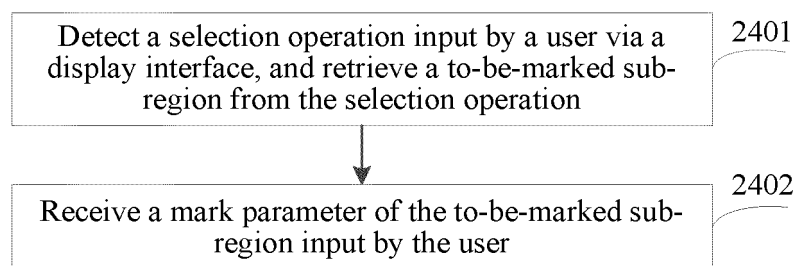 Detect a selection operation input by a user via a
display interface, and retrieve a to-be-marked sub-
region from the selection operation
2401
Receive a mark parameter of the to-be-marked sub-
region input by the user
2402